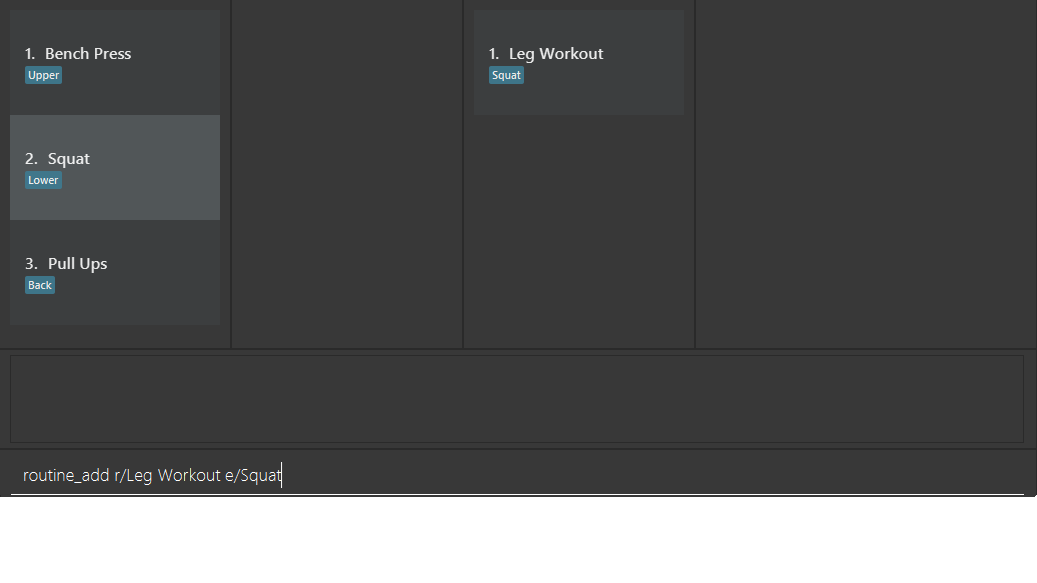 1. Bench Press
Upper
2. Squat
Lower
3. Pull Ups
Back
1. Leg Workout
Squat
routine_add r/Leg Workout e/Squat